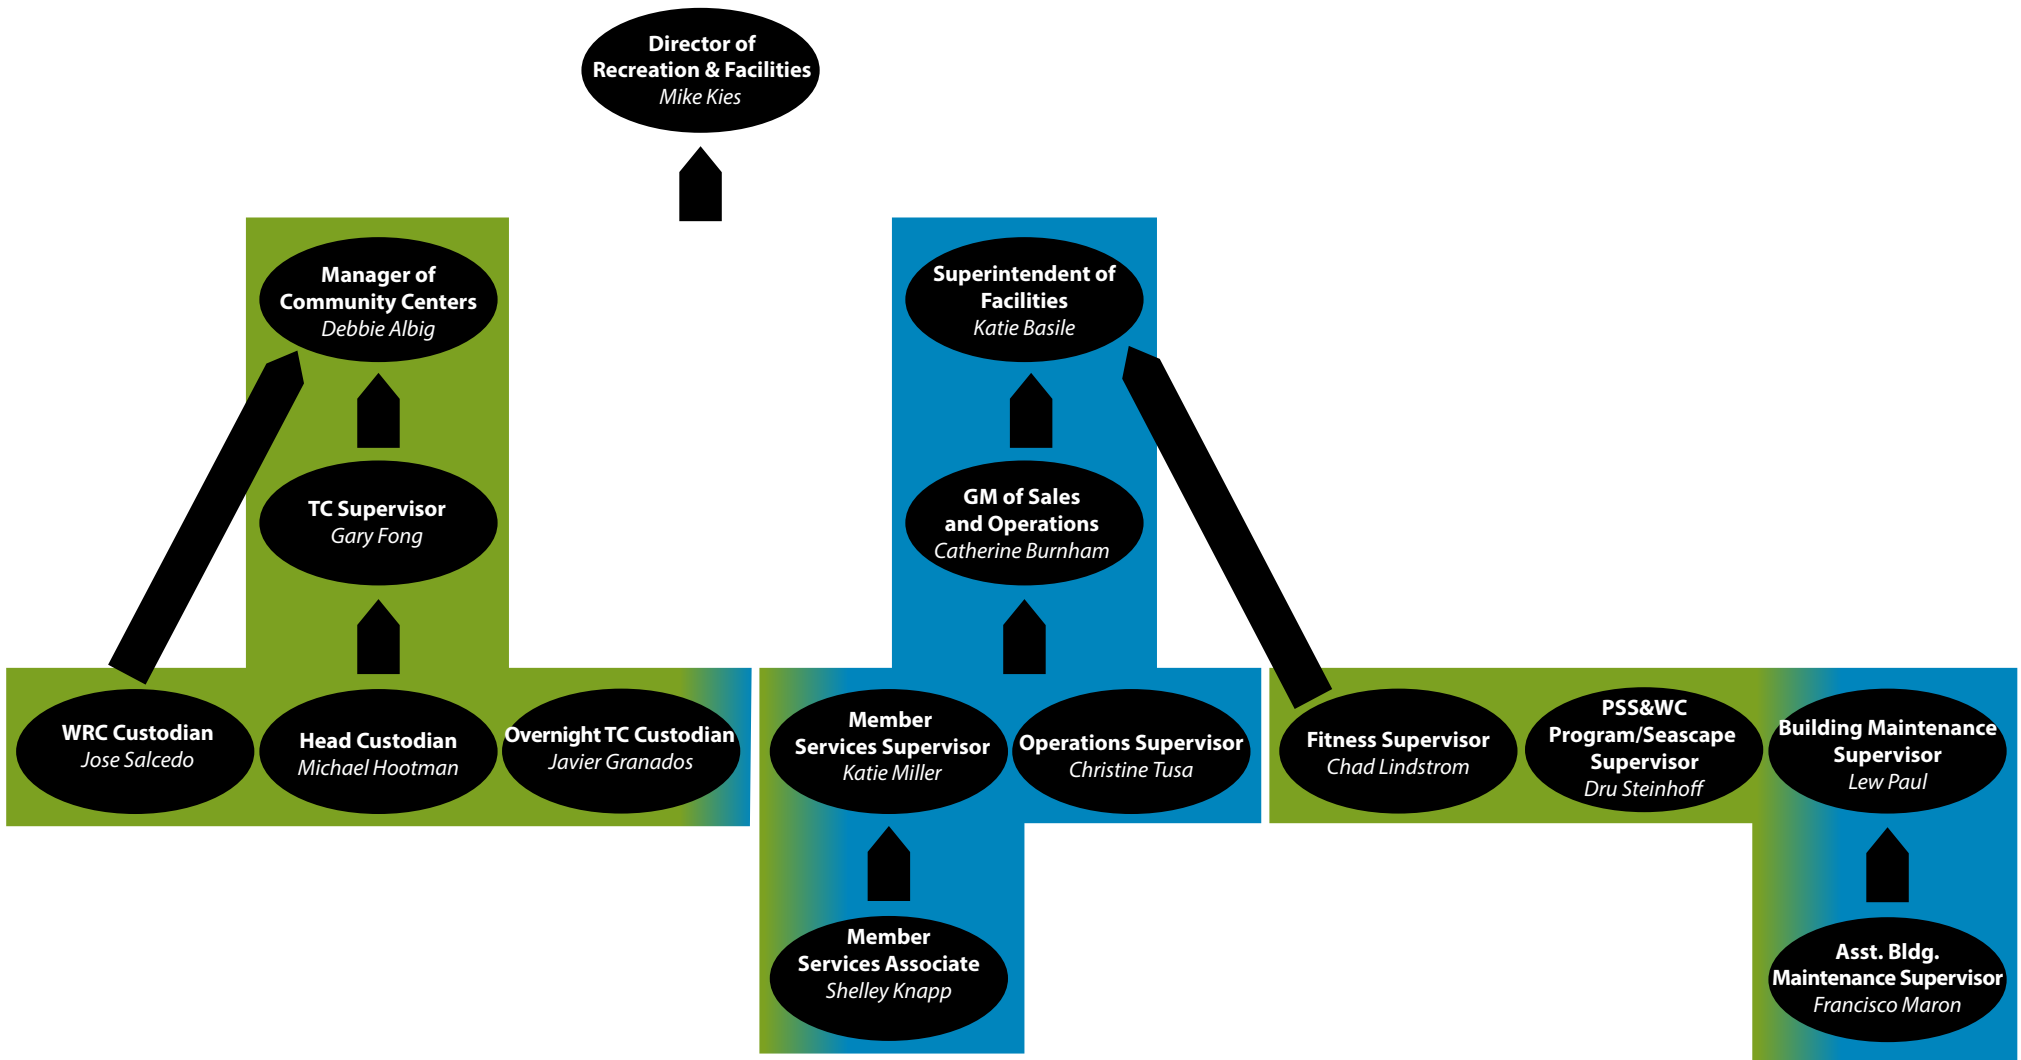 Director of
Recreation & Facilities
Mike Kies
Manager of
Community Centers
Debbie Albig
Superintendent of
Facilities
Katie Basile
TC Supervisor
Gary Fong
GM of Sales
and Operations
Catherine Burnham
WRC Custodian
Jose Salcedo
Head Custodian
Michael Hootman
Overnight TC Custodian
Javier Granados
Member
Services Supervisor
Katie Miller
Operations Supervisor
Christine Tusa
Fitness Supervisor
Chad Lindstrom
PSS&WC
Program/Seascape
Supervisor
Dru Steinhoff
Building Maintenance
Supervisor
Lew Paul
Member
Services Associate
Shelley Knapp
Asst. Bldg.
Maintenance Supervisor
Francisco Maron